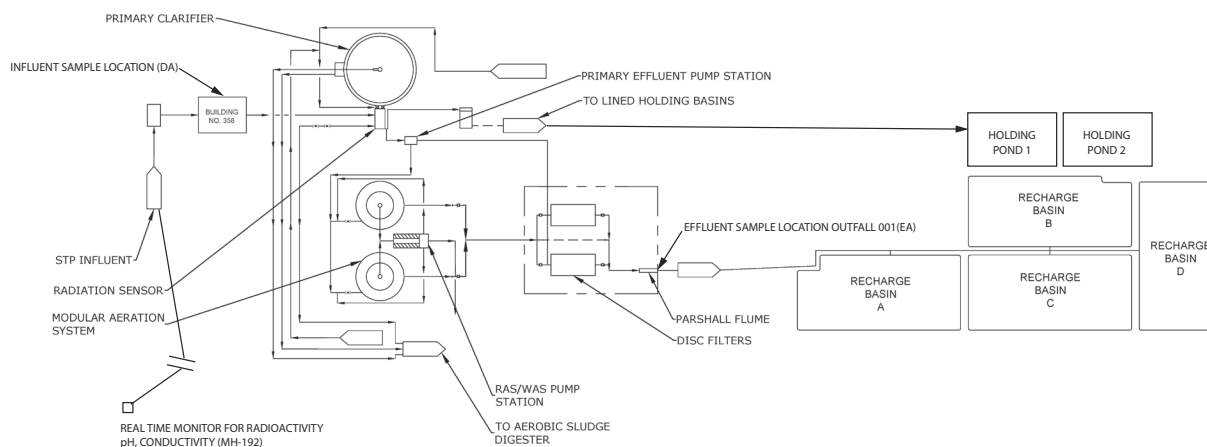 PRIMARY CLARIFIER
INFLUENT SAMPLE LOCATION (DA)
BUILDING
NO. 358
PRIMARY EFFLUENT PUMP STATION
TO LINED HOLDING BASINS
HOLDING
POND 1
HOLDING
POND 2
RECHARGE
BASIN
B
RECHARGE
BASIN
D
EFFLUENT SAMPLE LOCATION OUTFALL 001(EA)
STP INFLUENT
RADIATION SENSOR
MODULAR AERATION
SYSTEM
RECHARGE
BASIN
A
RECHARGE
BASIN
C
PARSHALL FLUME
DISC FILTERS
RAS/WAS PUMP
STATION
TO AEROBIC SLUDGE
DIGESTER
REAL TIME MONITOR FOR RADIOACTIVITY
pH, CONDUCTIVITY (MH-192)